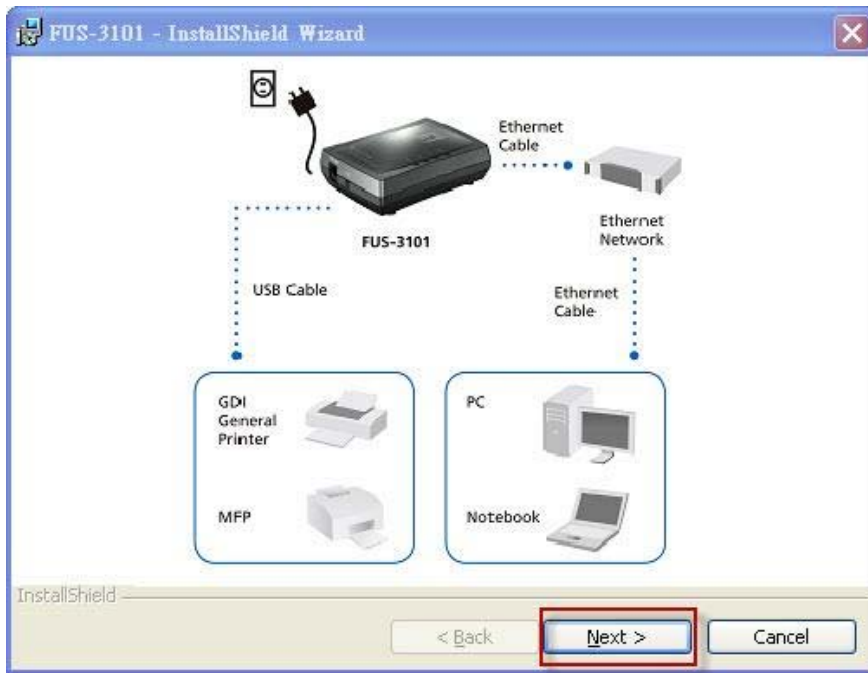 FUS-3101 - InstallShield Wizard
Ethernet
Cable
FUS-3101
Ethernet
Network
USB Cable
Ethernet
Cable
GDI
General
Printer
MFP
PC
Notebook
InstallShield
< Back
Next >
Cancel